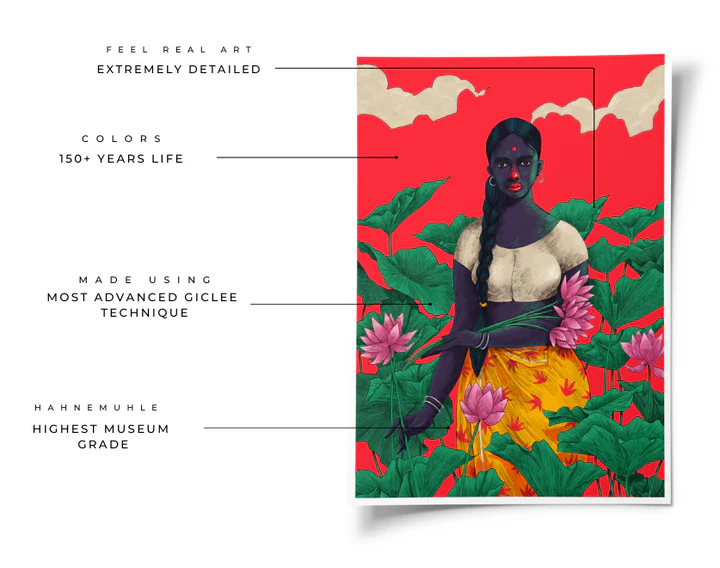 FEEL REAL ART
EXTREMELY DETAILED
COLORS
150+ YEARS LIFE
MADE USING
MOST ADVANCED GICLEE
TECHNIQUE
HAHNEMUHLE
HIGHEST MUSEUM
GRADE